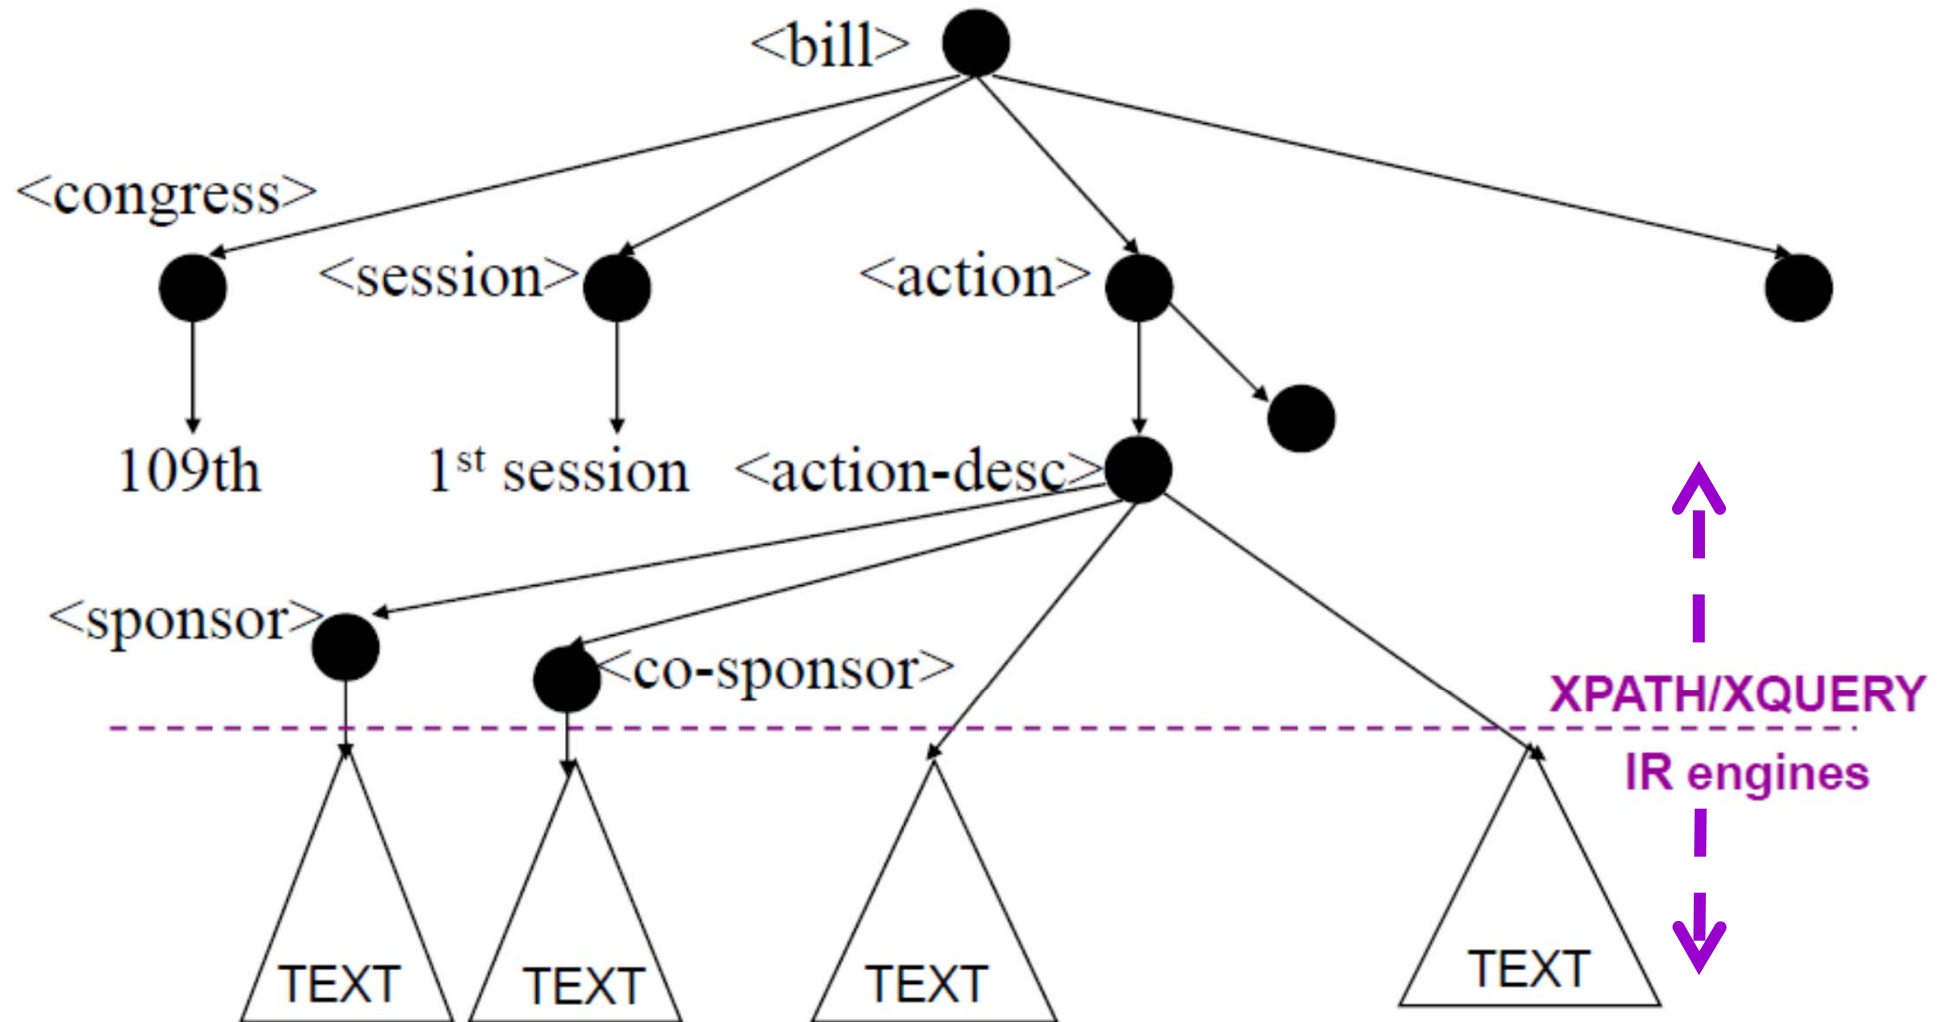 <bill>
<congress>
<session>
<action>
109th
1st session
<action-desc>
<sponsor>
<co-sponsor>
XPATH/XQUERY
IR engines
TEXT
TEXT
TEXT
TEXT